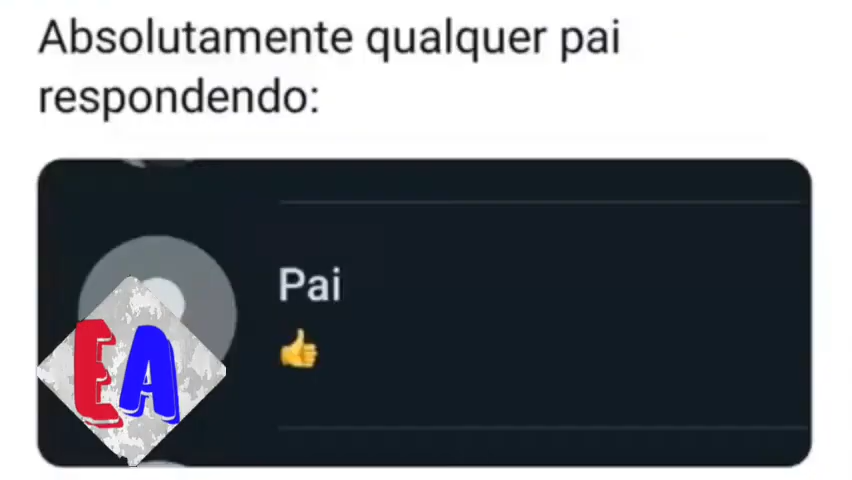 Absolutamente qualquer pai
respondendo:
Pai
👍
EA